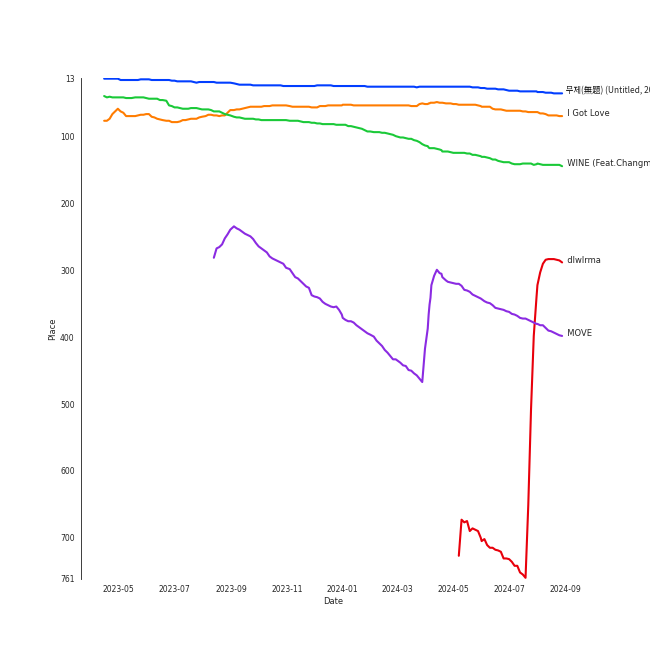 13
무제(無題) (Untitled, 20
I Got Love
100
WINE (Feat.Changm
200
dlwlrma
300
MOVE
400
Place
500
600
700
761
2023-05 2023-07 2023-09 2023-11 2024-01 2024-03 2024-05 2024-07 2024-09
Date